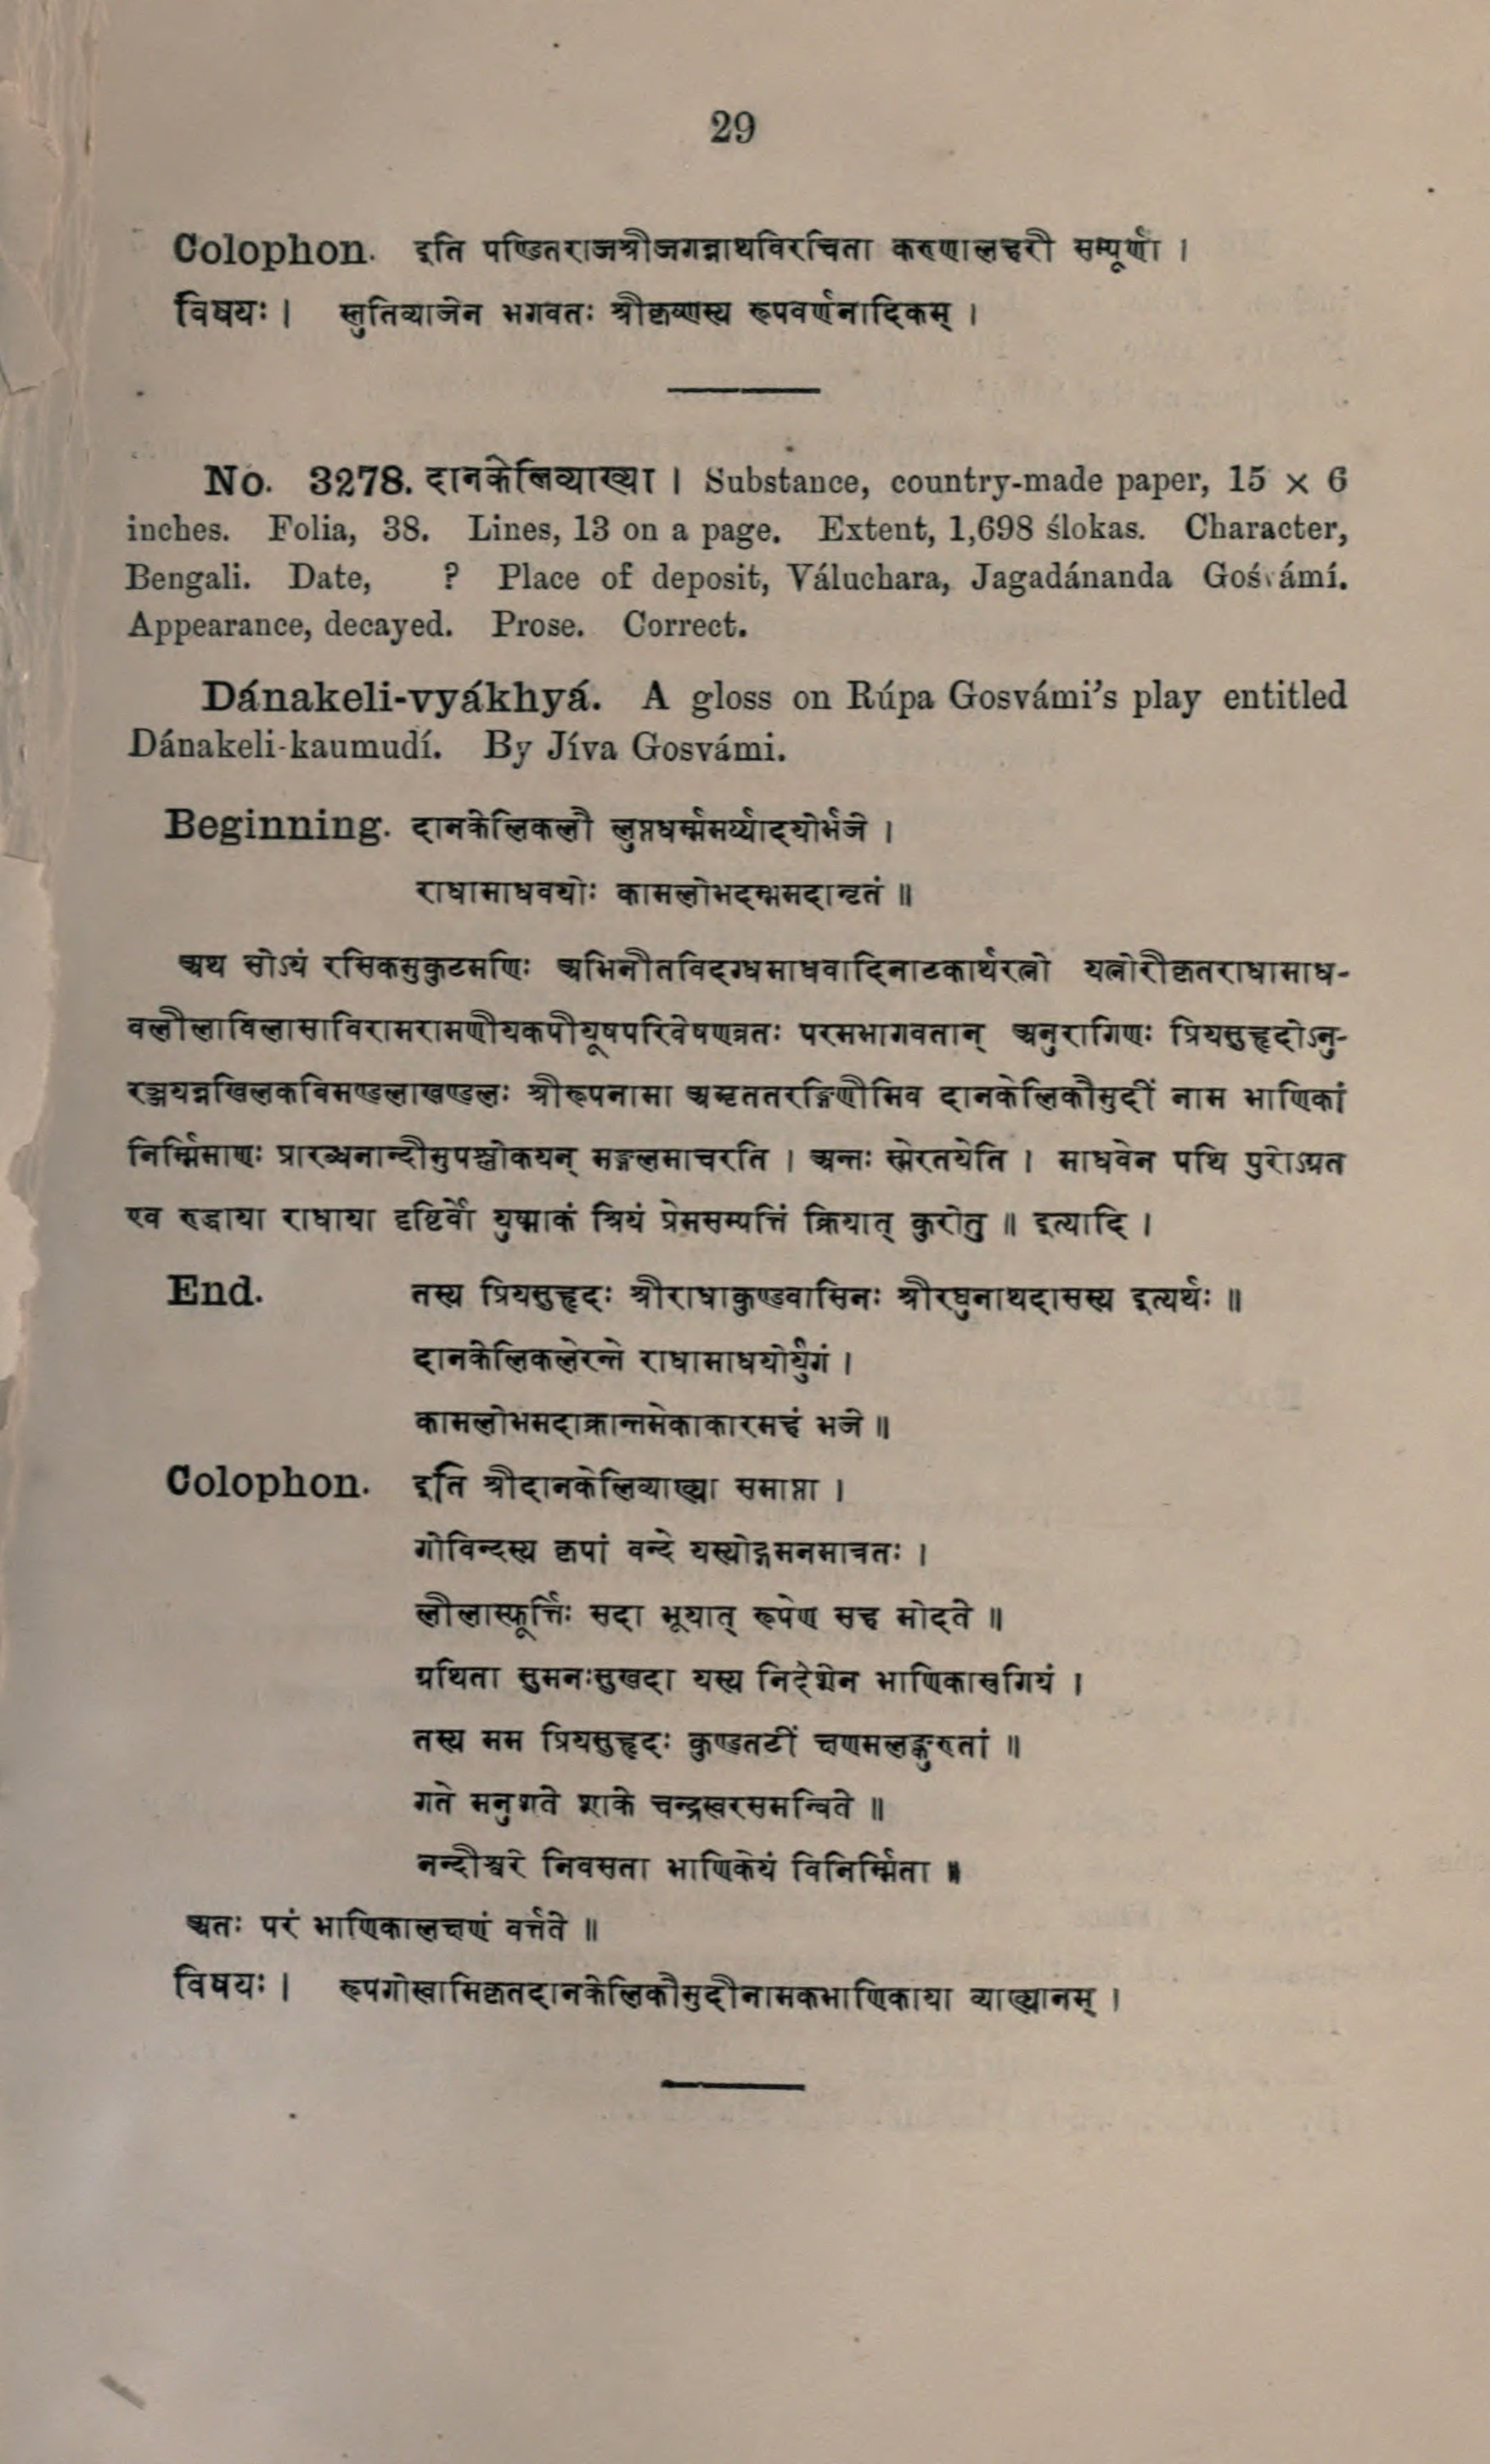 29
Colophon. इति पण्डितराजश्रीजगन्नाथविरचिता करुणालहरी सम्पूर्णा ।
विषयः । स्तुतिव्याजेन भगवतः श्रीकृष्णस्य रूपवर्णनादिकम् ।
No. 3278. दानकेलिव्याख्या । Substance, country-made paper, 15 × 6
inches. Folia, 38. Lines, 13 on a page. Extent, 1,698 ślokas. Character,
Bengali. Date, ? Place of deposit, Váluchara, Jagadánanda Gośvámí.
Appearance, decayed. Prose. Correct.
Dánakeli-vyákhyá. A gloss on Rúpa Gosvámi's play entitled
Dánakeli-kaumudí. By Jíva Gosvámi.
Beginning. दानकेलिकलौ लुप्तधर्म्ममर्य्यादयोर्भजे ।
राधामाधवयोः कामलोभदम्भमदानृतं ॥
अथ सोऽयं रसिकमुकुटमणिः अभिनीतविदग्धमाधवादिनाटकार्थरत्नो यत्नोरीकृतराधामाध-
वलीलाविलासाविरामरामणीयकपीयूषपरिवेषणव्रतः परमभागवतान् अनुरागिणः प्रियसुहृदोऽनु-
रञ्जयन्नखिलकविमण्डलाखण्डलः श्रीरूपनामा अमृततरङ्गिणीमिव दानकेलिकौमुदीं नाम भाणिकां
निर्म्मिमाणः प्रारब्धनान्दीमुपश्लोकयन् मङ्गलमाचरति । अन्तः स्मेरतयेति । माधवेन पथि पुरोऽग्रत
एव रुद्धाया राधाया दृष्टिर्वो युष्माकं श्रियं प्रेमसम्पत्तिं क्रियात् कुरोतु ॥ इत्यादि ।
End. तस्य प्रियसुहृदः श्रीराधाकुण्डवासिनः श्रीरघुनाथदासस्य इत्यर्थः ॥
दानकेलिकलेरन्ते राधामाधयोर्युगं ।
कामलोभमदाक्रान्तमेकाकारमहं भजे ॥
Colophon. इति श्रीदानकेलिव्याख्या समाप्ता ।
गोविन्दस्य कृपां वन्दे यस्योद्गमनमात्रतः ।
लीलास्फूर्त्तिः सदा भूयात् रूपेण सह मोदते ॥
ग्रथिता सुमनःसुखदा यस्य निदेशेन भाणिकास्रगियं ।
तस्य मम प्रियसुहृदः कुण्डतटीं क्षणमलङ्कुरुतां ॥
गते मनुशते शाके चन्द्रस्वरसमन्विते ॥
नन्दीश्वरे निवसता भाणिकेयं विनिर्म्मिता ॥
अतः परं भाणिकालक्षणं वर्त्तते ॥
विषयः । रूपगोस्वामिकृतदानकेलिकौमुदीनामकभाणिकाया व्याख्यानम् ।